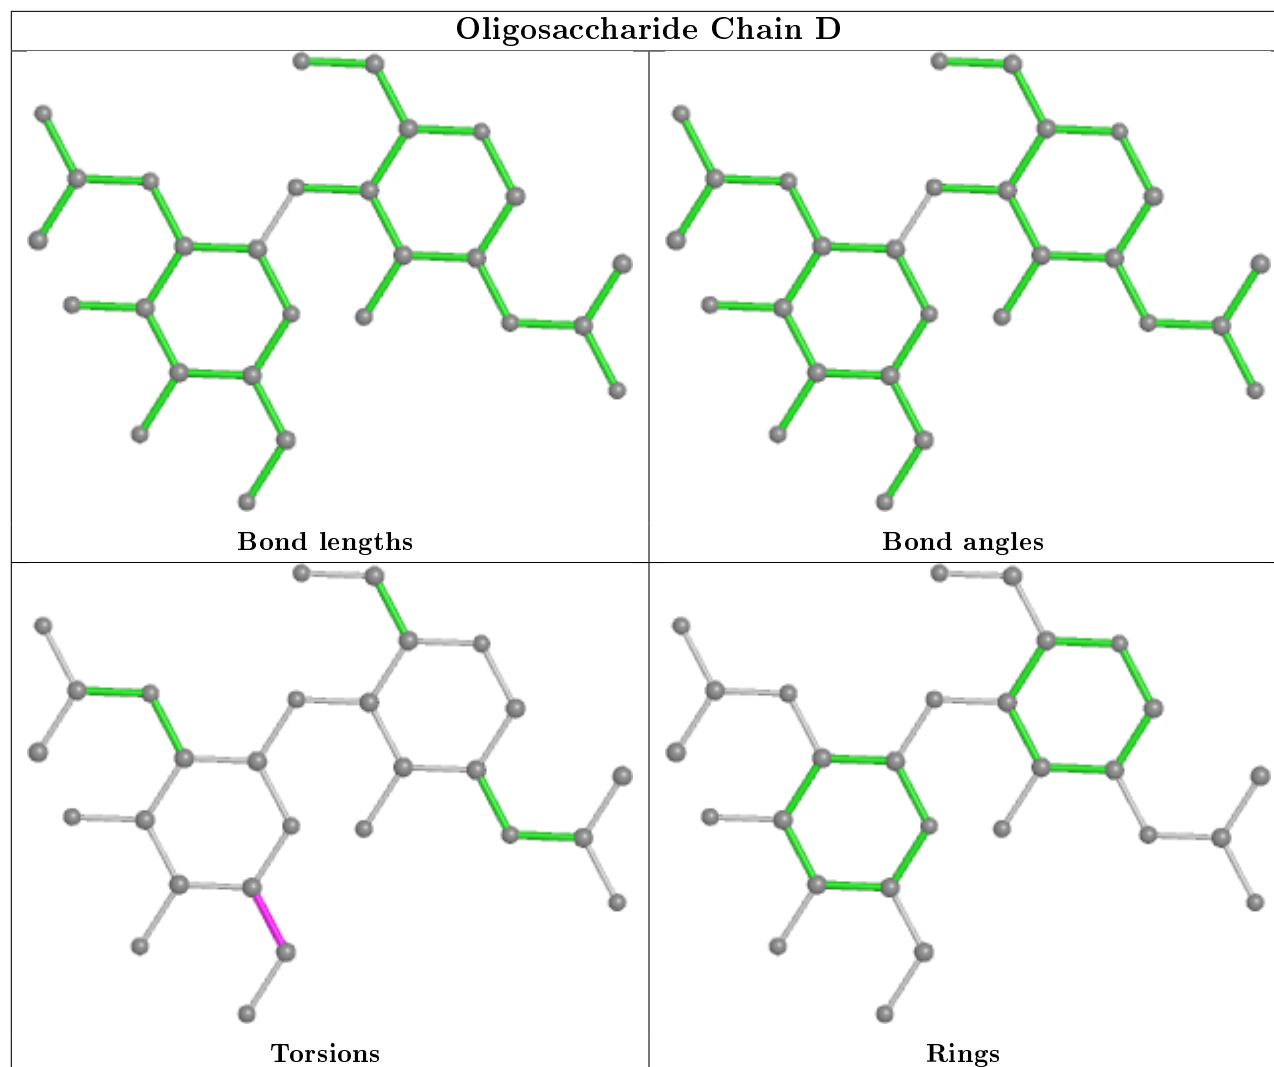 Oligosaccharide Chain D
Bond lengths
Bond angles
Torsions
Rings